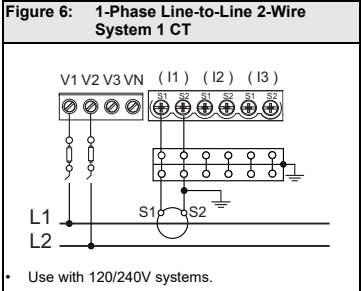 Figure 6: 1-Phase Line-to-Line 2-Wire
System 1 CT
V1 V2 V3 VN ( I1 ) ( I2 ) ( I3 )
S1 S2 S1 S2 S1 S2
S1 S2
L1
L2
• Use with 120/240V systems.